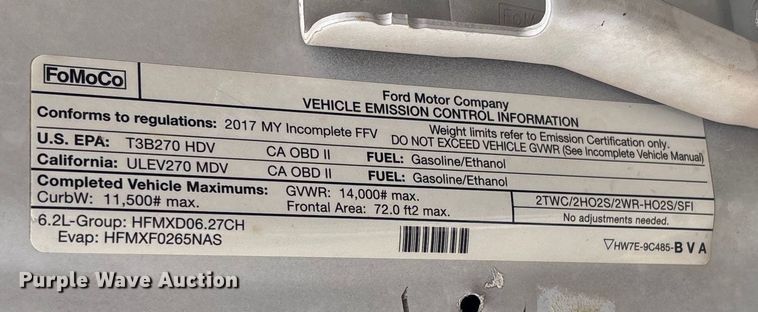 FoMoCo
Ford Motor Company
VEHICLE EMISSION CONTROL INFORMATION
Conforms to regulations: 2017 MY Incomplete FFV
Weight limits refer to Emission Certification only.
U.S. EPA: T3B270 HDV CA OBD II FUEL: Gasoline/Ethanol
DO NOT EXCEED VEHICLE GVWR (See Incomplete Vehicle Manual)
California: ULEV270 MDV CA OBD II FUEL: Gasoline/Ethanol
Completed Vehicle Maximums: GVWR: 14,000# max.
CurbW: 11,500# max. Frontal Area: 72.0 ft2 max.
2TWC/2HO2S/2WR-HO2S/SFI
No adjustments needed.
6.2L-Group: HFMXD06.27CH
Evap: HFMXF0265NAS
▽HW7E-9C485-BVA
Purple Wave Auction